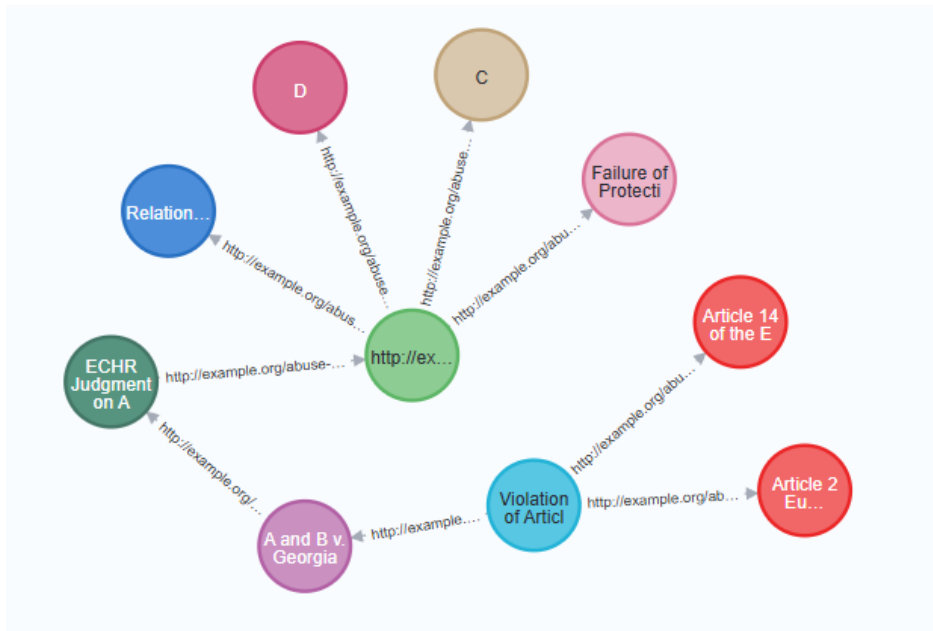 D
C
Failure of
Protecti
Relation...
http://example.org/abuse...
http://example.org/abuse...
http://example.org/abu...
http://example.org/abus...
Article 14
of the E
http://ex...
ECHR
Judgment
on A
http://example.org/abuse-...
http://example.org/abu...
http://example.org/...
Violation
of Articl
http://example.org/ab...
Article 2
Eu...
http://example....
A and B v.
Georgia